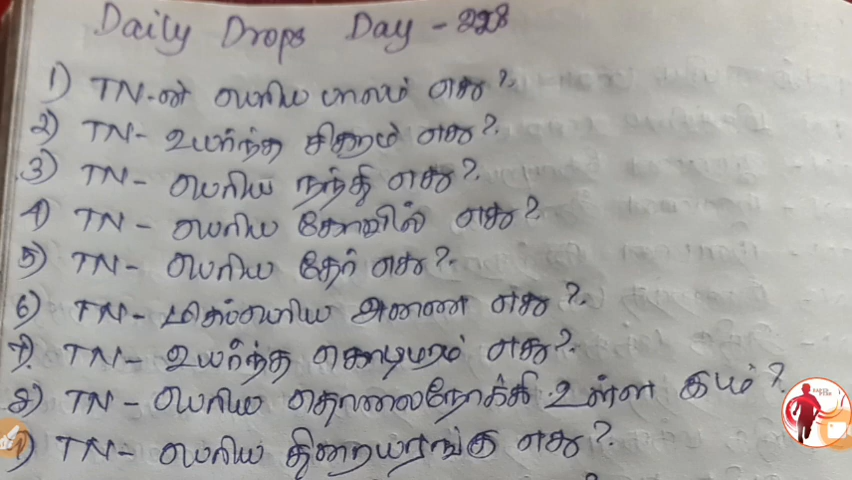 Daily Drops Day - 228
1) TN-ன் பெரிய பாலம் எது?
2) TN- உயர்ந்த சிகரம் எது?
3) TN- பெரிய நந்தி எது?
4) TN - பெரிய கோவில் எது?
5) TN- பெரிய தேர் எது?
6) TN- மிகப்பெரிய அணை எது?
7) TN- உயர்ந்த கொடிமரம் எது?
8) TN - பெரிய தொலைநோக்கி உள்ள இடம்?
9) TN- பெரிய திரையரங்கு எது?